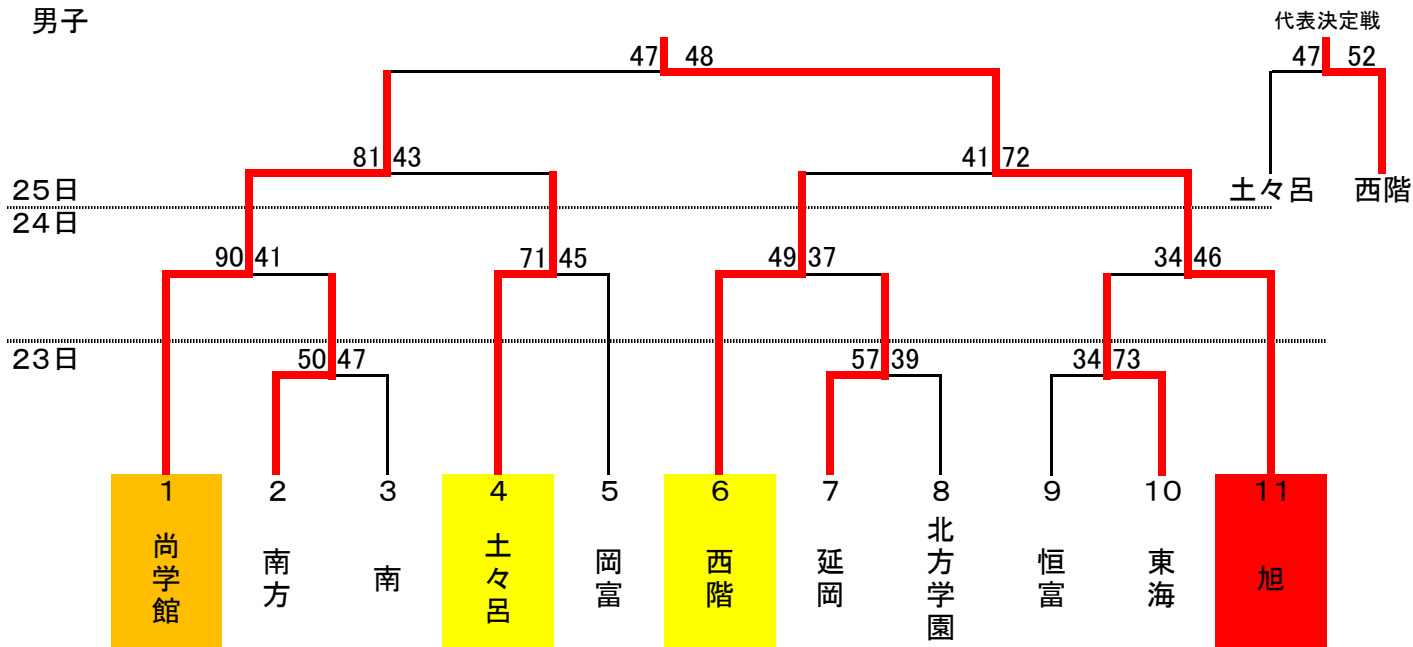 男子
代表決定戦
47 48
47 52
81 43
41 72
25日
土々呂 西階
24日
90 41
71 45
49 37
34 46
23日
50 47
57 39
34 73
1 2 3 4 5 6 7 8 9 10 11
尚学館
南方
南
土々呂
岡富
西階
延岡
北方学園
恒富
東海
旭